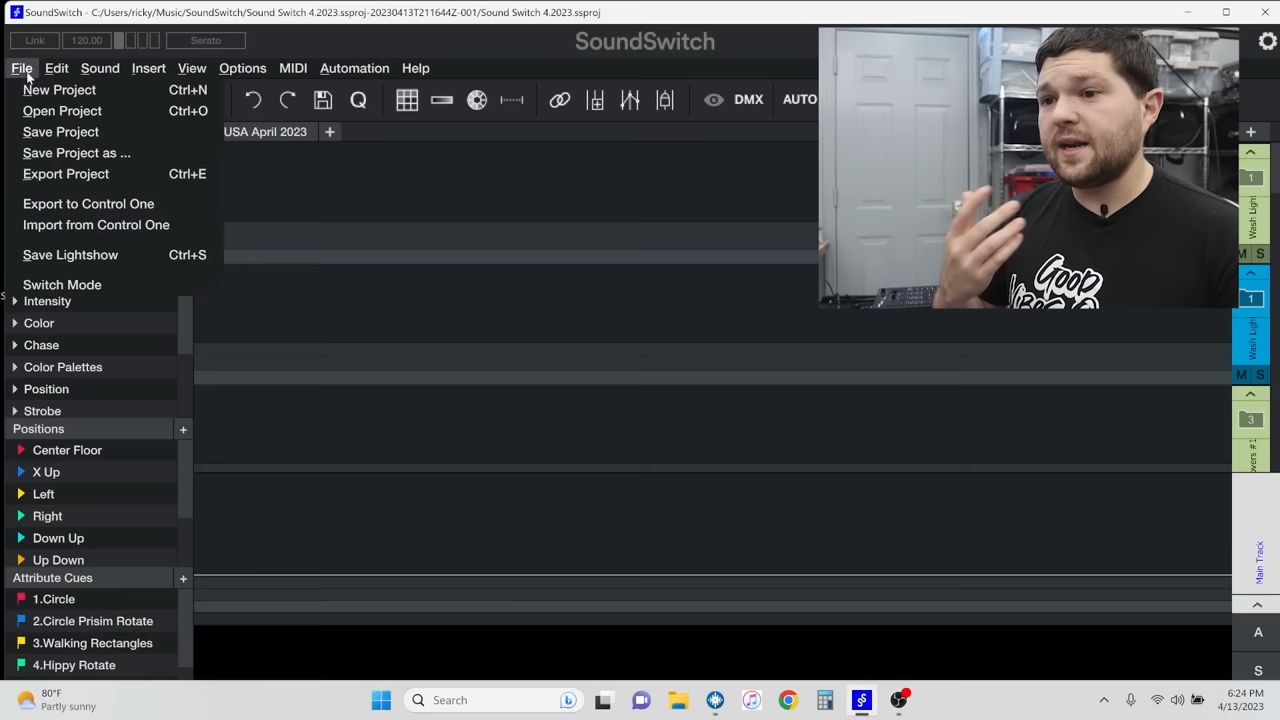 SoundSwitch - C:/Users/ricky/Music/SoundSwitch/Sound Switch 4.2023.ssproj-20230413T211644Z-001/Sound Switch 4.2023.ssproj
Link 120.00 Serato
SoundSwitch
File Edit Sound Insert View Options MIDI Automation Help
New Project Ctrl+N
Open Project Ctrl+O
Save Project
Save Project as ...
Export Project Ctrl+E
Export to Control One
Import from Control One
Save Lightshow Ctrl+S
Switch Mode
Q DMX AUTO
USA April 2023 +
Intensity
Color
Chase
Color Palettes
Position
Strobe
Positions +
Center Floor
X Up
Left
Right
Down Up
Up Down
Attribute Cues +
1.Circle
2.Circle Prisim Rotate
3.Walking Rectangles
4.Hippy Rotate
GOOD
+
1
Wash Ligh
M S
1
Wash Ligh
M S
3
overs #1
Main Track
A
S
80°F
Partly sunny
Search
6:24 PM
4/13/2023